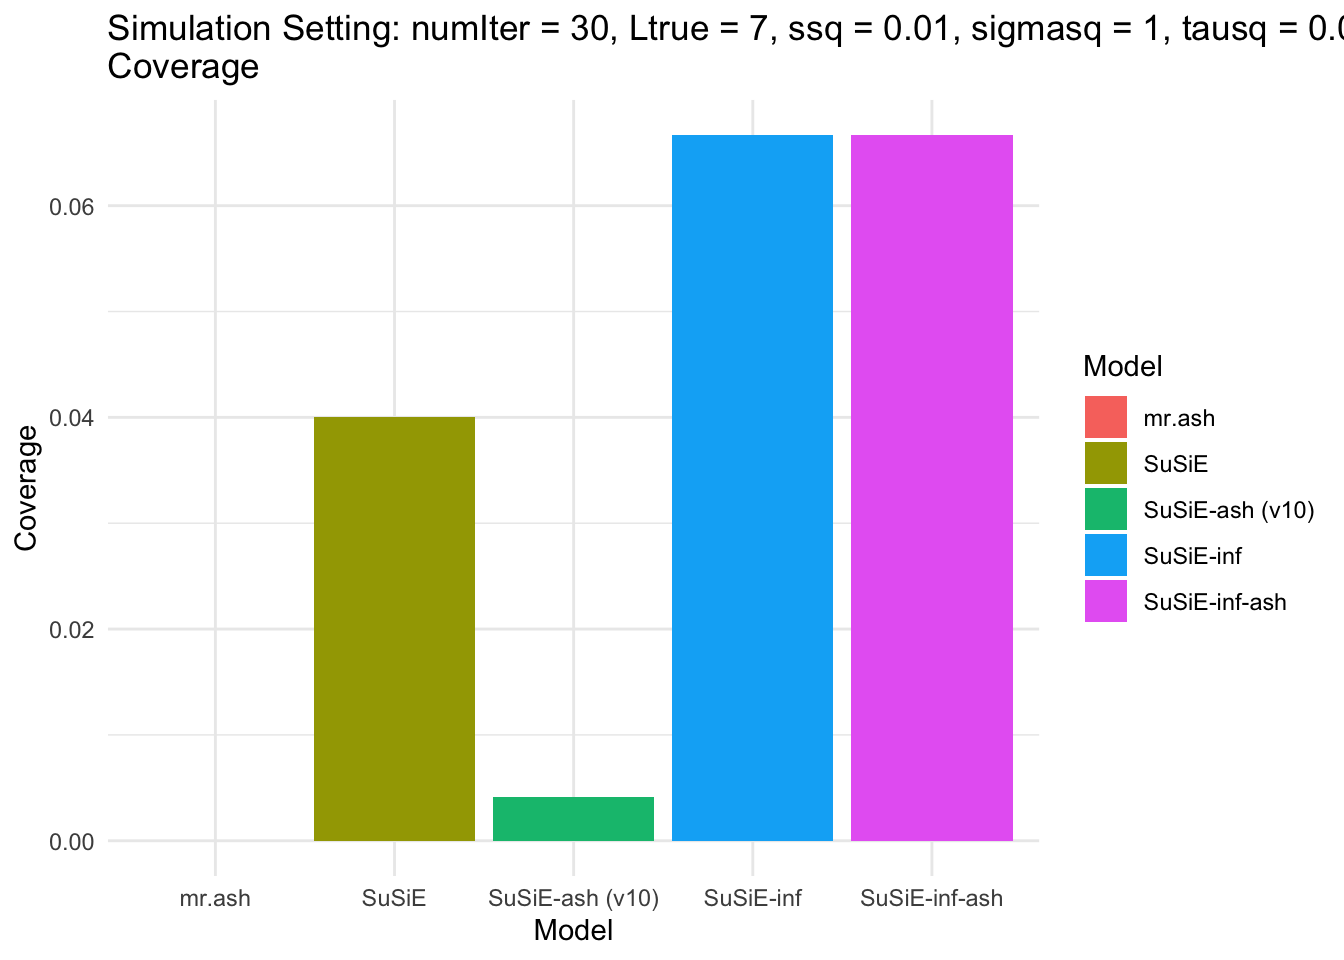 Simulation Setting: numIter = 30, Ltrue = 7, ssq = 0.01, sigmasq = 1, tausq =
Coverage
0.06
0.04
0.02
0.00
Coverage
mr.ash
SuSiE
SuSiE-ash (v10)
SuSiE-inf
SuSiE-inf-ash
Model
Model
mr.ash
SuSiE
SuSiE-ash (v10)
SuSiE-inf
SuSiE-inf-ash